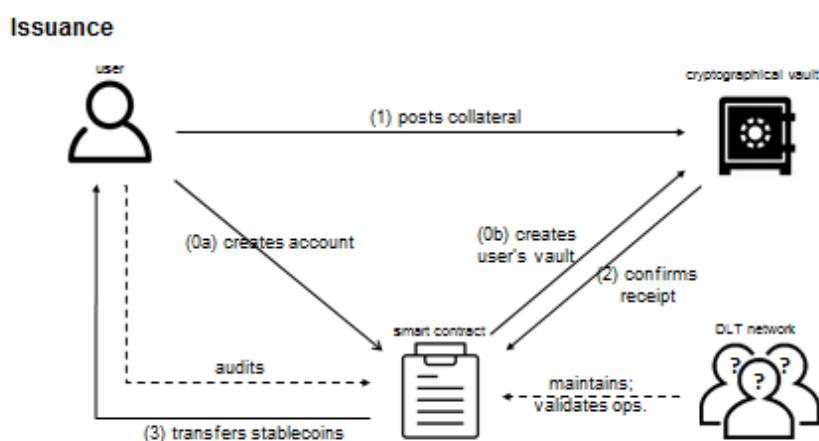 Issuance
user
cryptographical vault
(1) posts collateral
(0a) creates account
(0b) creates
user's vault
(2) confirms
receipt
smart contract
DLT network
? ? ?
audits
maintains;
validates ops.
(3) transfers stablecoins